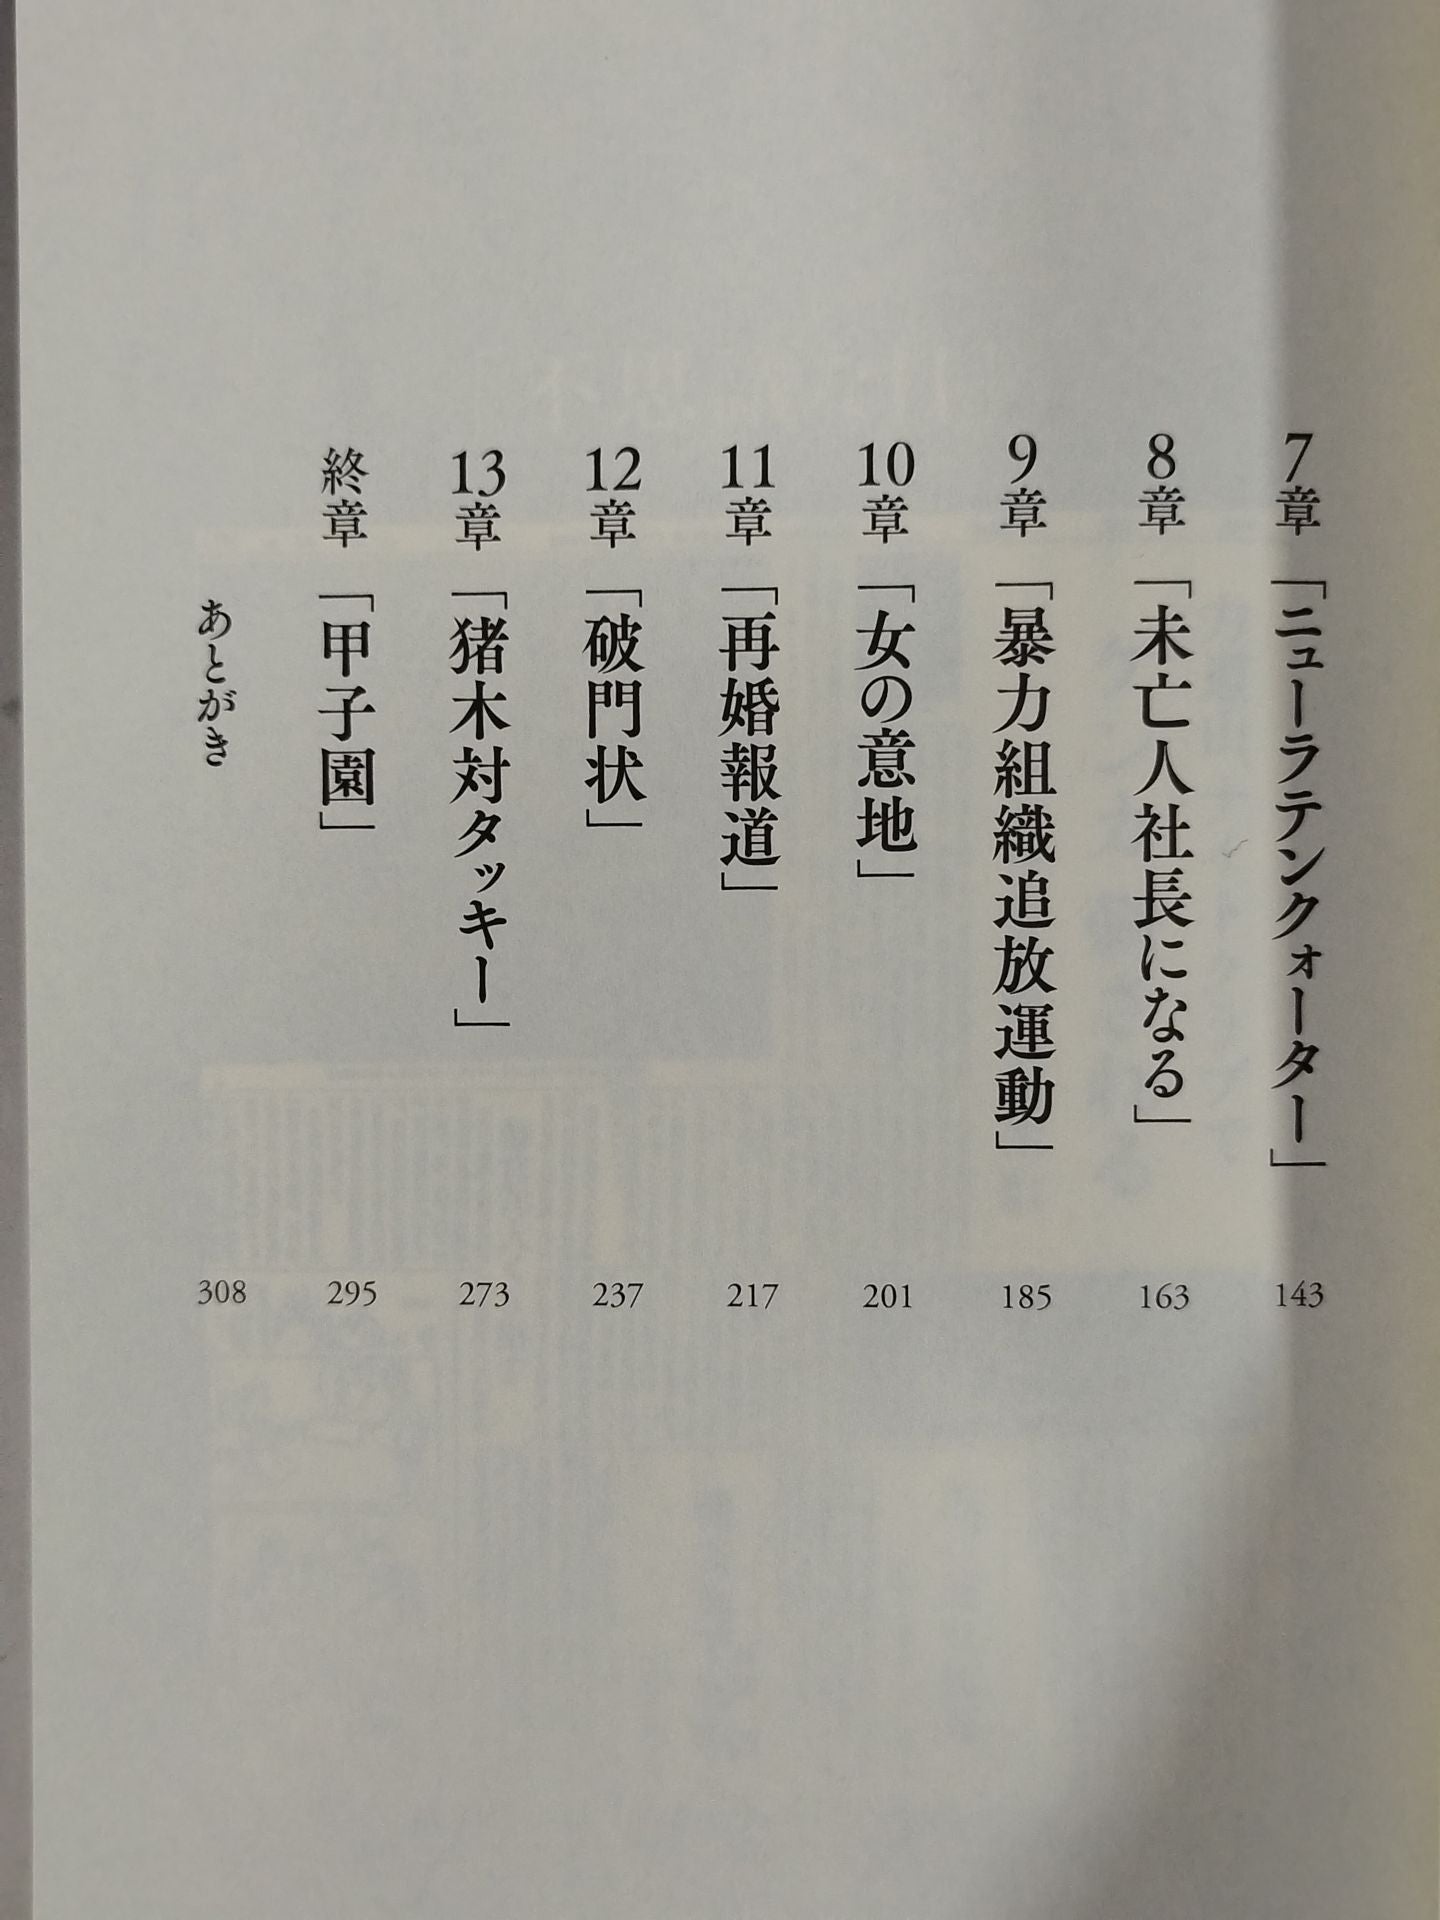 7章 「ニューラテンクォーター」 143
8章 「未亡人社長になる」 163
9章 「暴力組織追放運動」 185
10章 「女の意地」 201
11章 「再婚報道」 217
12章 「破門状」 237
13章 「猪木対タッキー」 273
終章 「甲子園」 295
あとがき 308